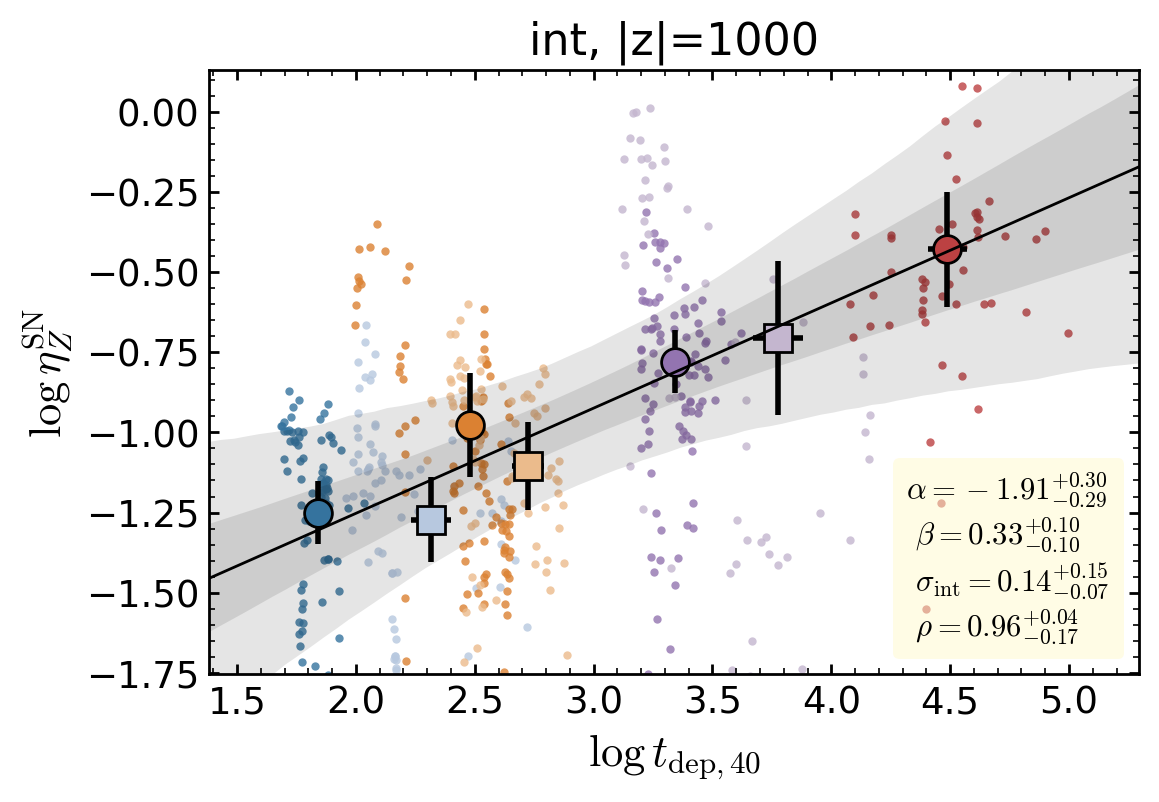 int, |z|=1000
0.00
−0.25
−0.50
−0.75
−1.00
−1.25
−1.50
−1.75
log η_Z^SN
α = −1.91^{+0.30}_{−0.29}
β = 0.33^{+0.10}_{−0.10}
σ_int = 0.14^{+0.15}_{−0.07}
ρ = 0.96^{+0.04}_{−0.17}
1.5 2.0 2.5 3.0 3.5 4.0 4.5 5.0
log t_{dep, 40}